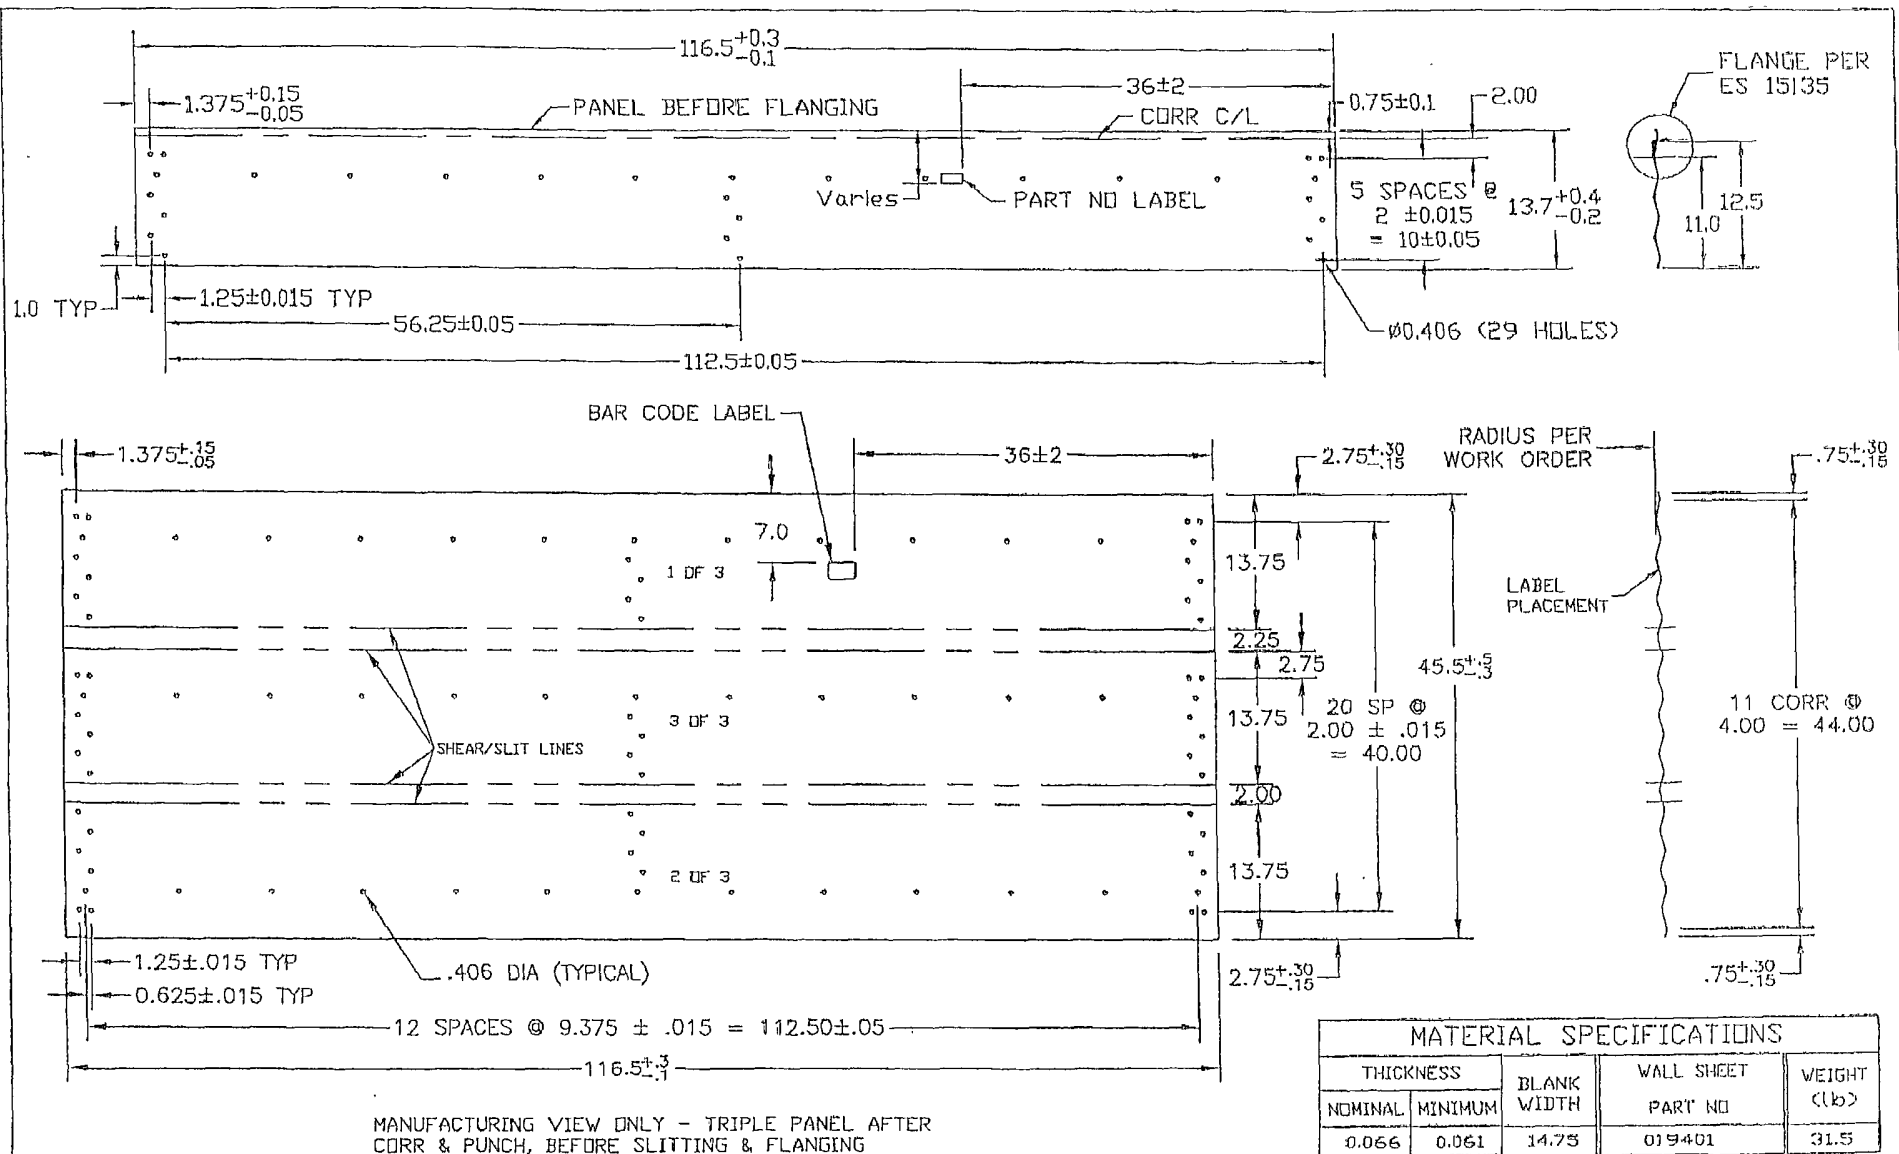 116.5+0.3
-0.1
36±2
FLANGE PER
ES 15135
1.375+0.15
-0.05
PANEL BEFORE FLANGING
CORR C/L
0.75±0.1
2.00
Varies
PART NO LABEL
5 SPACES @
2 ±0.015
= 10±0.05
13.7+0.4
-0.2
12.5
11.0
1.0 TYP
1.25±0.015 TYP
56.25±0.05
Ø0.406 (29 HOLES)
112.5±0.05
BAR CODE LABEL
1.375+.15
-.05
36±2
2.75+.30
-.15
RADIUS PER
WORK ORDER
.75+.30
-.15
7.0
1 OF 3
13.75
LABEL
PLACEMENT
2.25
2.75
45.5+.5
-.3
3 OF 3
13.75
20 SP @
2.00 ± .015
= 40.00
11 CORR @
4.00 = 44.00
SHEAR/SLIT LINES
2.00
2 OF 3
13.75
1.25±.015 TYP
.406 DIA (TYPICAL)
2.75+.30
-.15
.75+.30
-.15
0.625±.015 TYP
12 SPACES @ 9.375 ± .015 = 112.50±.05
116.5+.3
-.1
MATERIAL SPECIFICATIONS
THICKNESS
BLANK
WIDTH
WALL SHEET
PART NO
WEIGHT
(lb)
NOMINAL MINIMUM
0.066 0.061 14.75 019401 31.5
MANUFACTURING VIEW ONLY - TRIPLE PANEL AFTER
CORR & PUNCH, BEFORE SLITTING & FLANGING